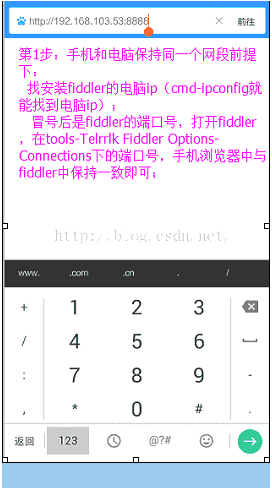 http://192.168.103.53:8888 × 前往
第1步：手机和电脑保持同一个网段前提
下：
找安装fiddler的电脑ip（cmd-ipconfig就
能找到电脑ip）；
冒号后是fiddler的端口号，打开fiddler
，在tools-Telrrlk Fiddler Options-
Connections下的端口号，手机浏览器中与
fiddler中保持一致即可；
http://blog.csdn.net/
www. .com .cn . /
+ 1 2 3
/ 4 5 6
: 7 8 9 -
, * 0 # .
返回 123 @?#